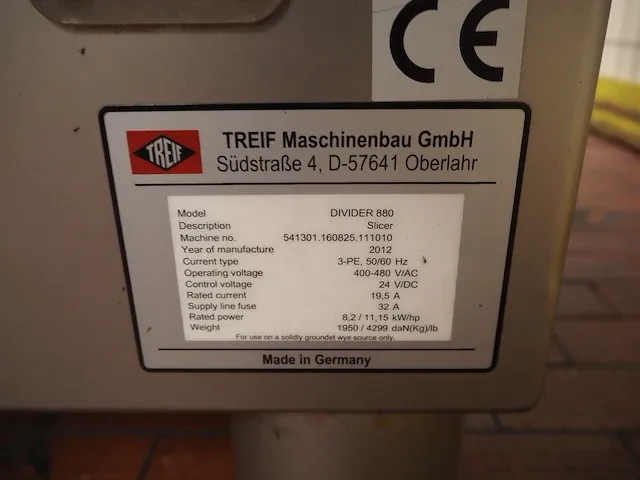 CE
TREIF
TREIF Maschinenbau GmbH
Südstraße 4, D-57641 Oberlahr
Model DIVIDER 880
Description Slicer
Machine no. 541301.160825.111010
Year of manufacture 2012
Current type 3-PE, 50/60 Hz
Operating voltage 400-480 V/AC
Control voltage 24 V/DC
Rated current 19,5 A
Supply line fuse 32 A
Rated power 8,2 / 11,15 kW/hp
Weight 1950 / 4299 daN(Kg)/lb
For use on a solidly groundet wye source only.
Made in Germany